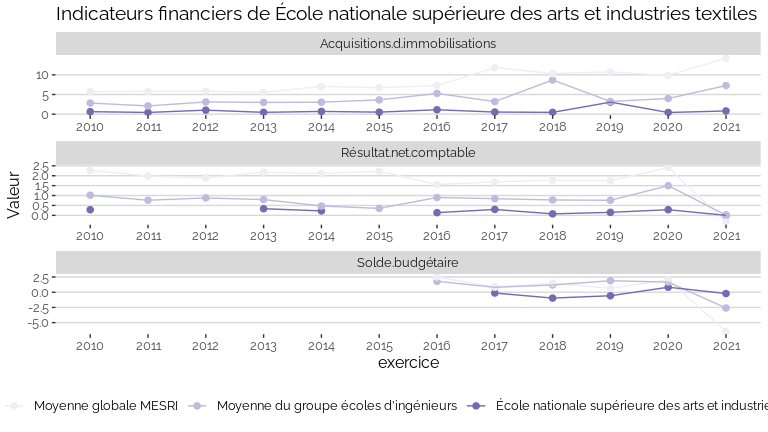 Indicateurs financiers de École nationale supérieure des arts et industries textiles
Acquisitions.d.immobilisations
10
5
0
2010 2011 2012 2013 2014 2015 2016 2017 2018 2019 2020 2021
Résultat.net.comptable
2.5
2.0
1.5
1.0
0.5
0.0
2010 2011 2012 2013 2014 2015 2016 2017 2018 2019 2020 2021
Solde.budgétaire
2.5
0.0
−2.5
−5.0
2010 2011 2012 2013 2014 2015 2016 2017 2018 2019 2020 2021
Valeur
exercice
Moyenne globale MESRI Moyenne du groupe écoles d'ingénieurs École nationale supérieure des arts et industrie